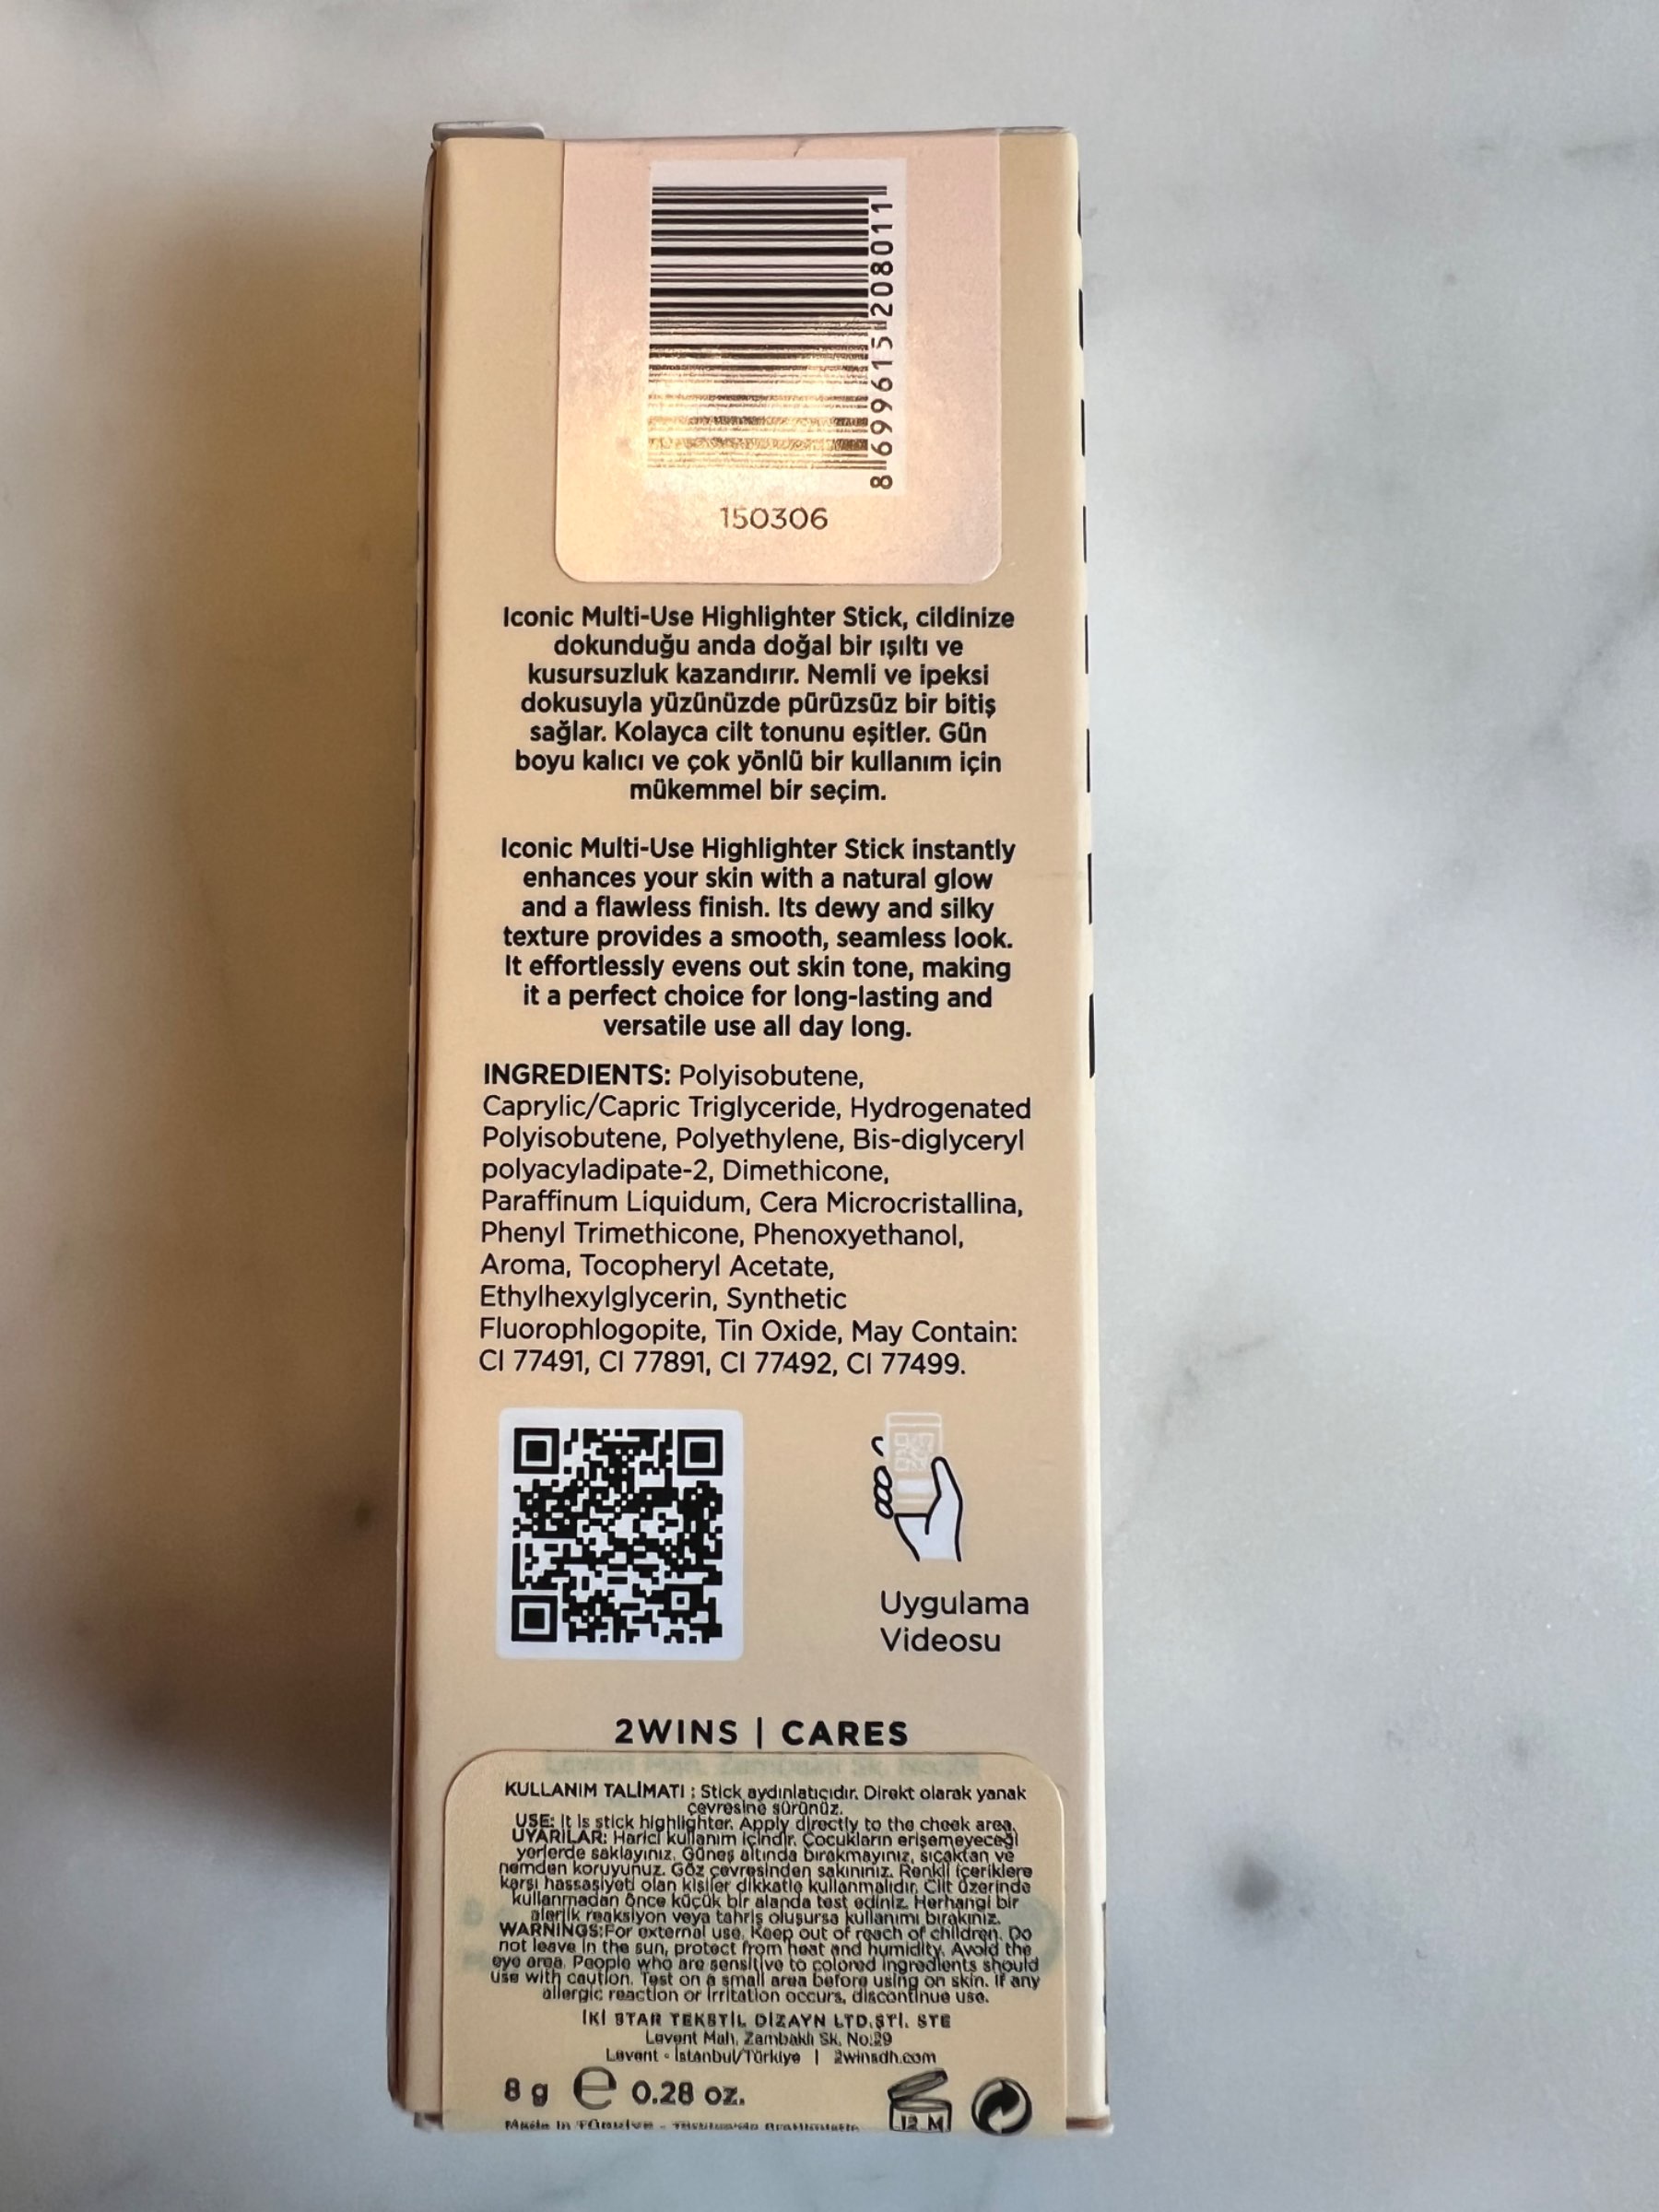 8 699615 208011
150306
Iconic Multi-Use Highlighter Stick, cildinize
dokunduğu anda doğal bir ışıltı ve
kusursuzluk kazandırır. Nemli ve ipeksi
dokusuyla yüzünüzde pürüzsüz bir bitiş
sağlar. Kolayca cilt tonunu eşitler. Gün
boyu kalıcı ve çok yönlü bir kullanım için
mükemmel bir seçim.
Iconic Multi-Use Highlighter Stick instantly
enhances your skin with a natural glow
and a flawless finish. Its dewy and silky
texture provides a smooth, seamless look.
It effortlessly evens out skin tone, making
it a perfect choice for long-lasting and
versatile use all day long.
INGREDIENTS: Polyisobutene,
Caprylic/Capric Triglyceride, Hydrogenated
Polyisobutene, Polyethylene, Bis-diglyceryl
polyacyladipate-2, Dimethicone,
Paraffinum Liquidum, Cera Microcristallina,
Phenyl Trimethicone, Phenoxyethanol,
Aroma, Tocopheryl Acetate,
Ethylhexylglycerin, Synthetic
Fluorophlogopite, Tin Oxide, May Contain:
CI 77491, CI 77891, CI 77492, CI 77499.
Uygulama
Videosu
2WINS | CARES
KULLANIM TALİMATI : Stick aydınlatıcıdır. Direkt olarak yanak
çevresine sürünüz.
USE: It is stick highlighter. Apply directly to the cheek area.
UYARILAR: Harici kullanım içindir. Çocukların erişemeyeceği
yerlerde saklayınız. Güneş altında bırakmayınız, sıcaktan ve
nemden koruyunuz. Göz çevresinden sakınınız. Renkli içeriklere
karşı hassasiyeti olan kişiler dikkatle kullanmalıdır. Cilt üzerinde
kullanmadan önce küçük bir alanda test ediniz. Herhangi bir
alerjik reaksiyon veya tahriş oluşursa kullanımı bırakınız.
WARNINGS:For external use. Keep out of reach of children. Do
not leave in the sun, protect from heat and humidity. Avoid the
eye area. People who are sensitive to colored ingredients should
use with caution. Test on a small area before using on skin. If any
allergic reaction or irritation occurs, discontinue use.
İKİ STAR TEKSTİL DİZAYN LTD.ŞTİ. STE
Levent Mah. Zambaklı Sk. No:29
Levent - İstanbul/Türkiye | 2winsdh.com
8 g e 0.28 oz.
12 M
Made in Türkiye -